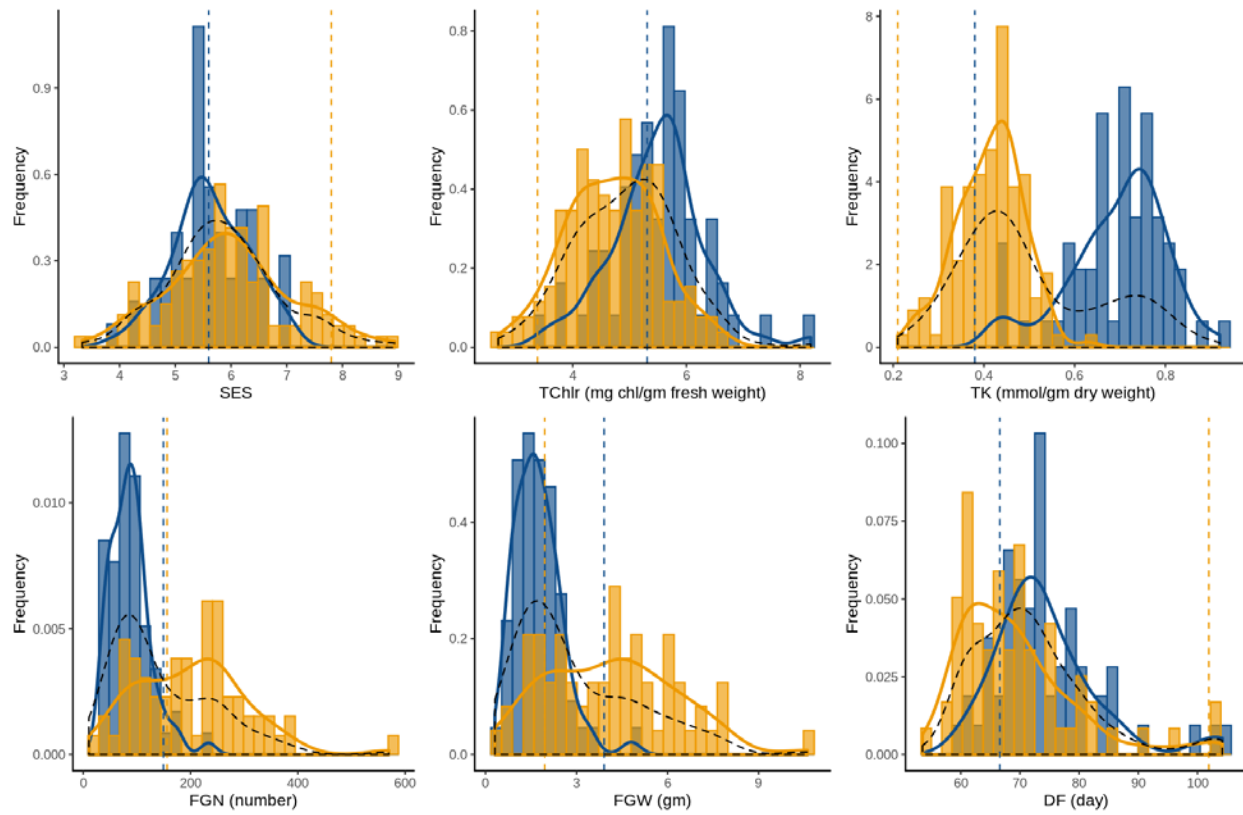 Frequency
0.9
0.6
0.3
0.0
3 4 5 6 7 8 9
SES
Frequency
0.8
0.6
0.4
0.2
0.0
4 6 8
TChlr (mg chl/gm fresh weight)
Frequency
8
6
4
2
0
0.2 0.4 0.6 0.8
TK (mmol/gm dry weight)
Frequency
0.010
0.005
0.000
0 200 400 600
FGN (number)
Frequency
0.4
0.2
0.0
0 3 6 9
FGW (gm)
Frequency
0.100
0.075
0.050
0.025
0.000
60 70 80 90 100
DF (day)